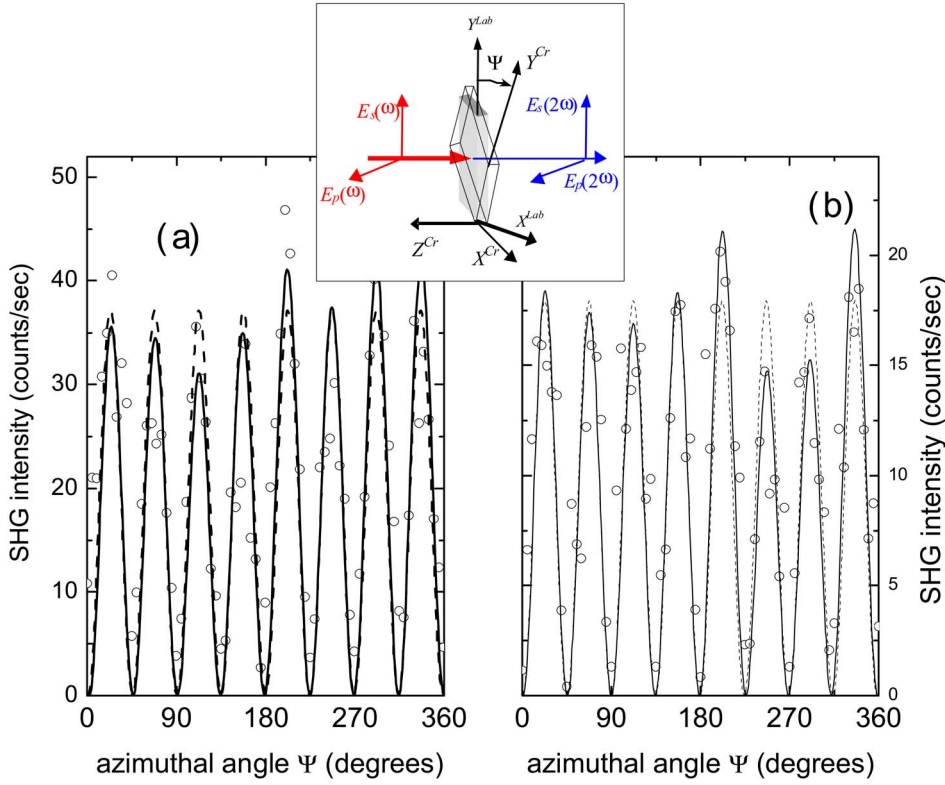 Y^Lab
Y^Cr
Ψ
E_s(ω)
E_s(2ω)
E_p(ω)
E_p(2ω)
X^Lab
Z^Cr
X^Cr
(a)
(b)
50
40
30
20
10
0
SHG intensity (counts/sec)
0 90 180 270 360
azimuthal angle Ψ (degrees)
20
15
10
5
0
SHG intensity (counts/sec)
0 90 180 270 360
azimuthal angle Ψ (degrees)